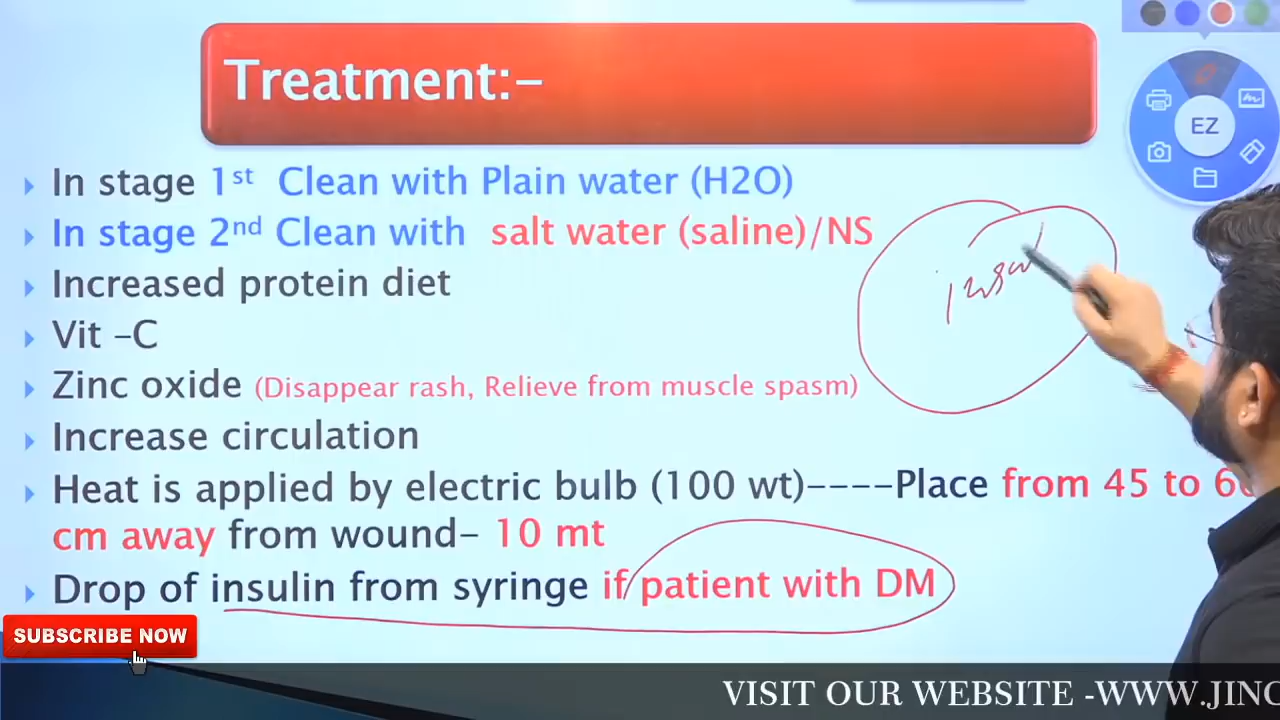 Treatment:-
EZ
In stage 1st Clean with Plain water (H2O)
In stage 2nd Clean with salt water (saline)/NS
Increased protein diet
Vit -C
Zinc oxide (Disappear rash, Relieve from muscle spasm)
Increase circulation
Heat is applied by electric bulb (100 wt)----Place from 45 to 60
cm away from wound- 10 mt
Drop of insulin from syringe if patient with DM
SUBSCRIBE NOW
VISIT OUR WEBSITE -WWW.JINC